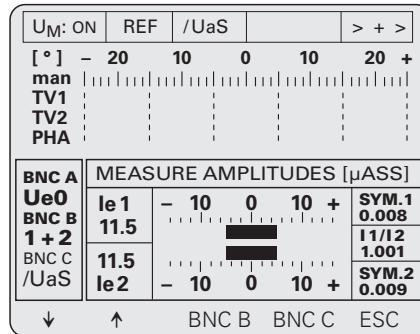 UM: ON REF /UaS > + >
[°] – 20 10 0 10 20 +
man
TV1
TV2
PHA
BNC A
Ue0
BNC B
1+2
BNC C
/UaS
MEASURE AMPLITUDES [µASS]
Ie1
11.5
– 10 0 10 +
SYM.1
0.008
I1/I2
1.001
11.5
Ie2
– 10 0 10 +
SYM.2
0.009
↓ ↑ BNC B BNC C ESC